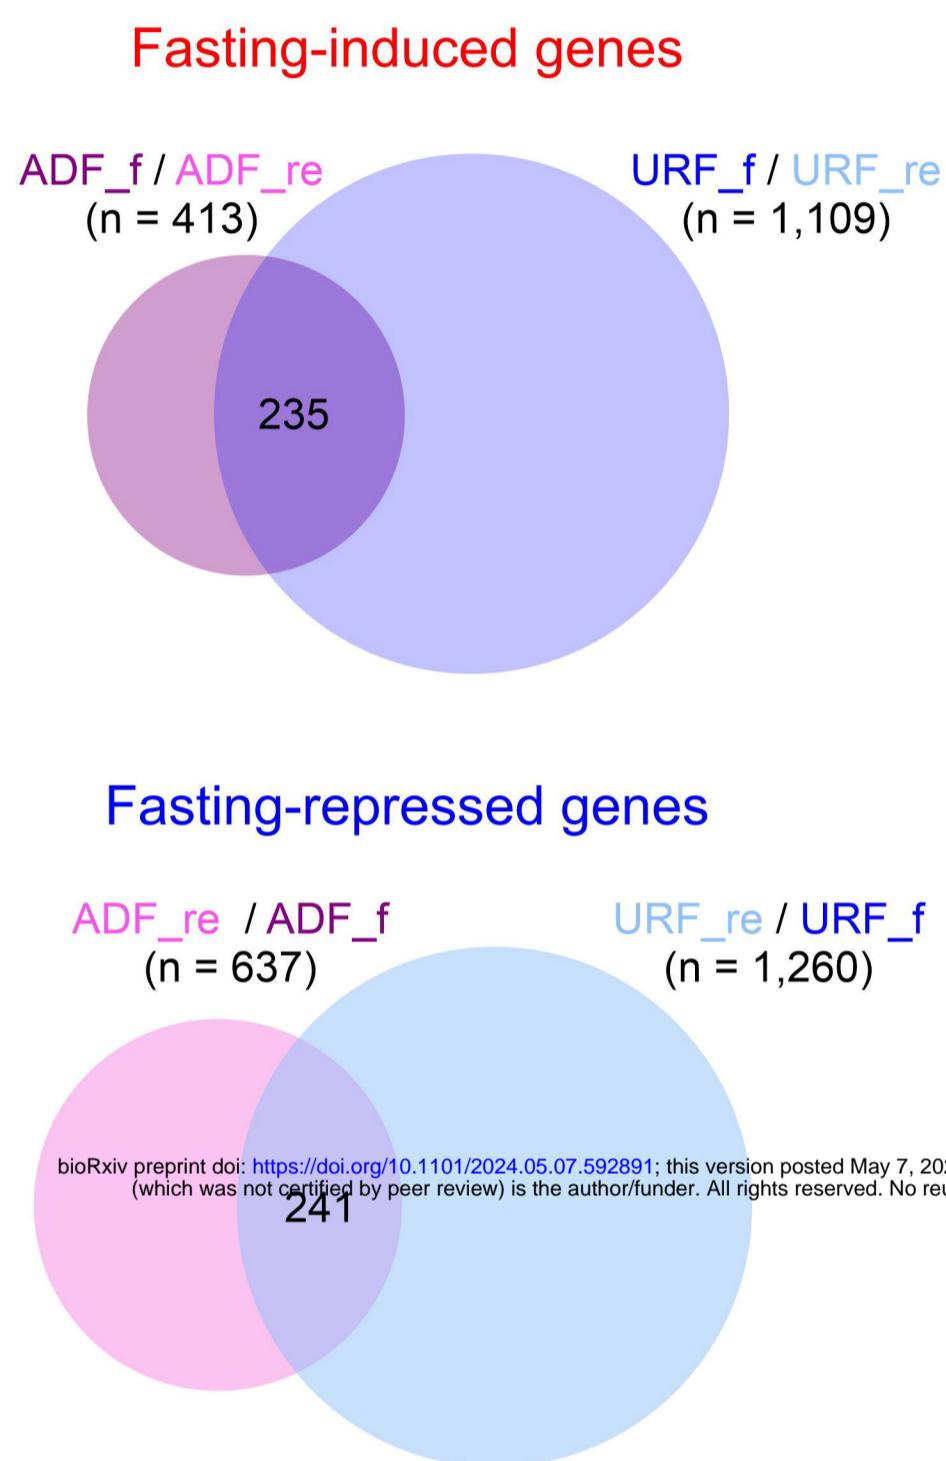 Fasting-induced genes
ADF_f / ADF_re
(n = 413)
URF_f / URF_re
(n = 1,109)
235
Fasting-repressed genes
ADF_re / ADF_f
(n = 637)
URF_re / URF_f
(n = 1,260)
bioRxiv preprint doi: https://doi.org/10.1101/2024.05.07.592891; this version posted May 7,
(which was not certified by peer review) is the author/funder. All rights reserved. No
241